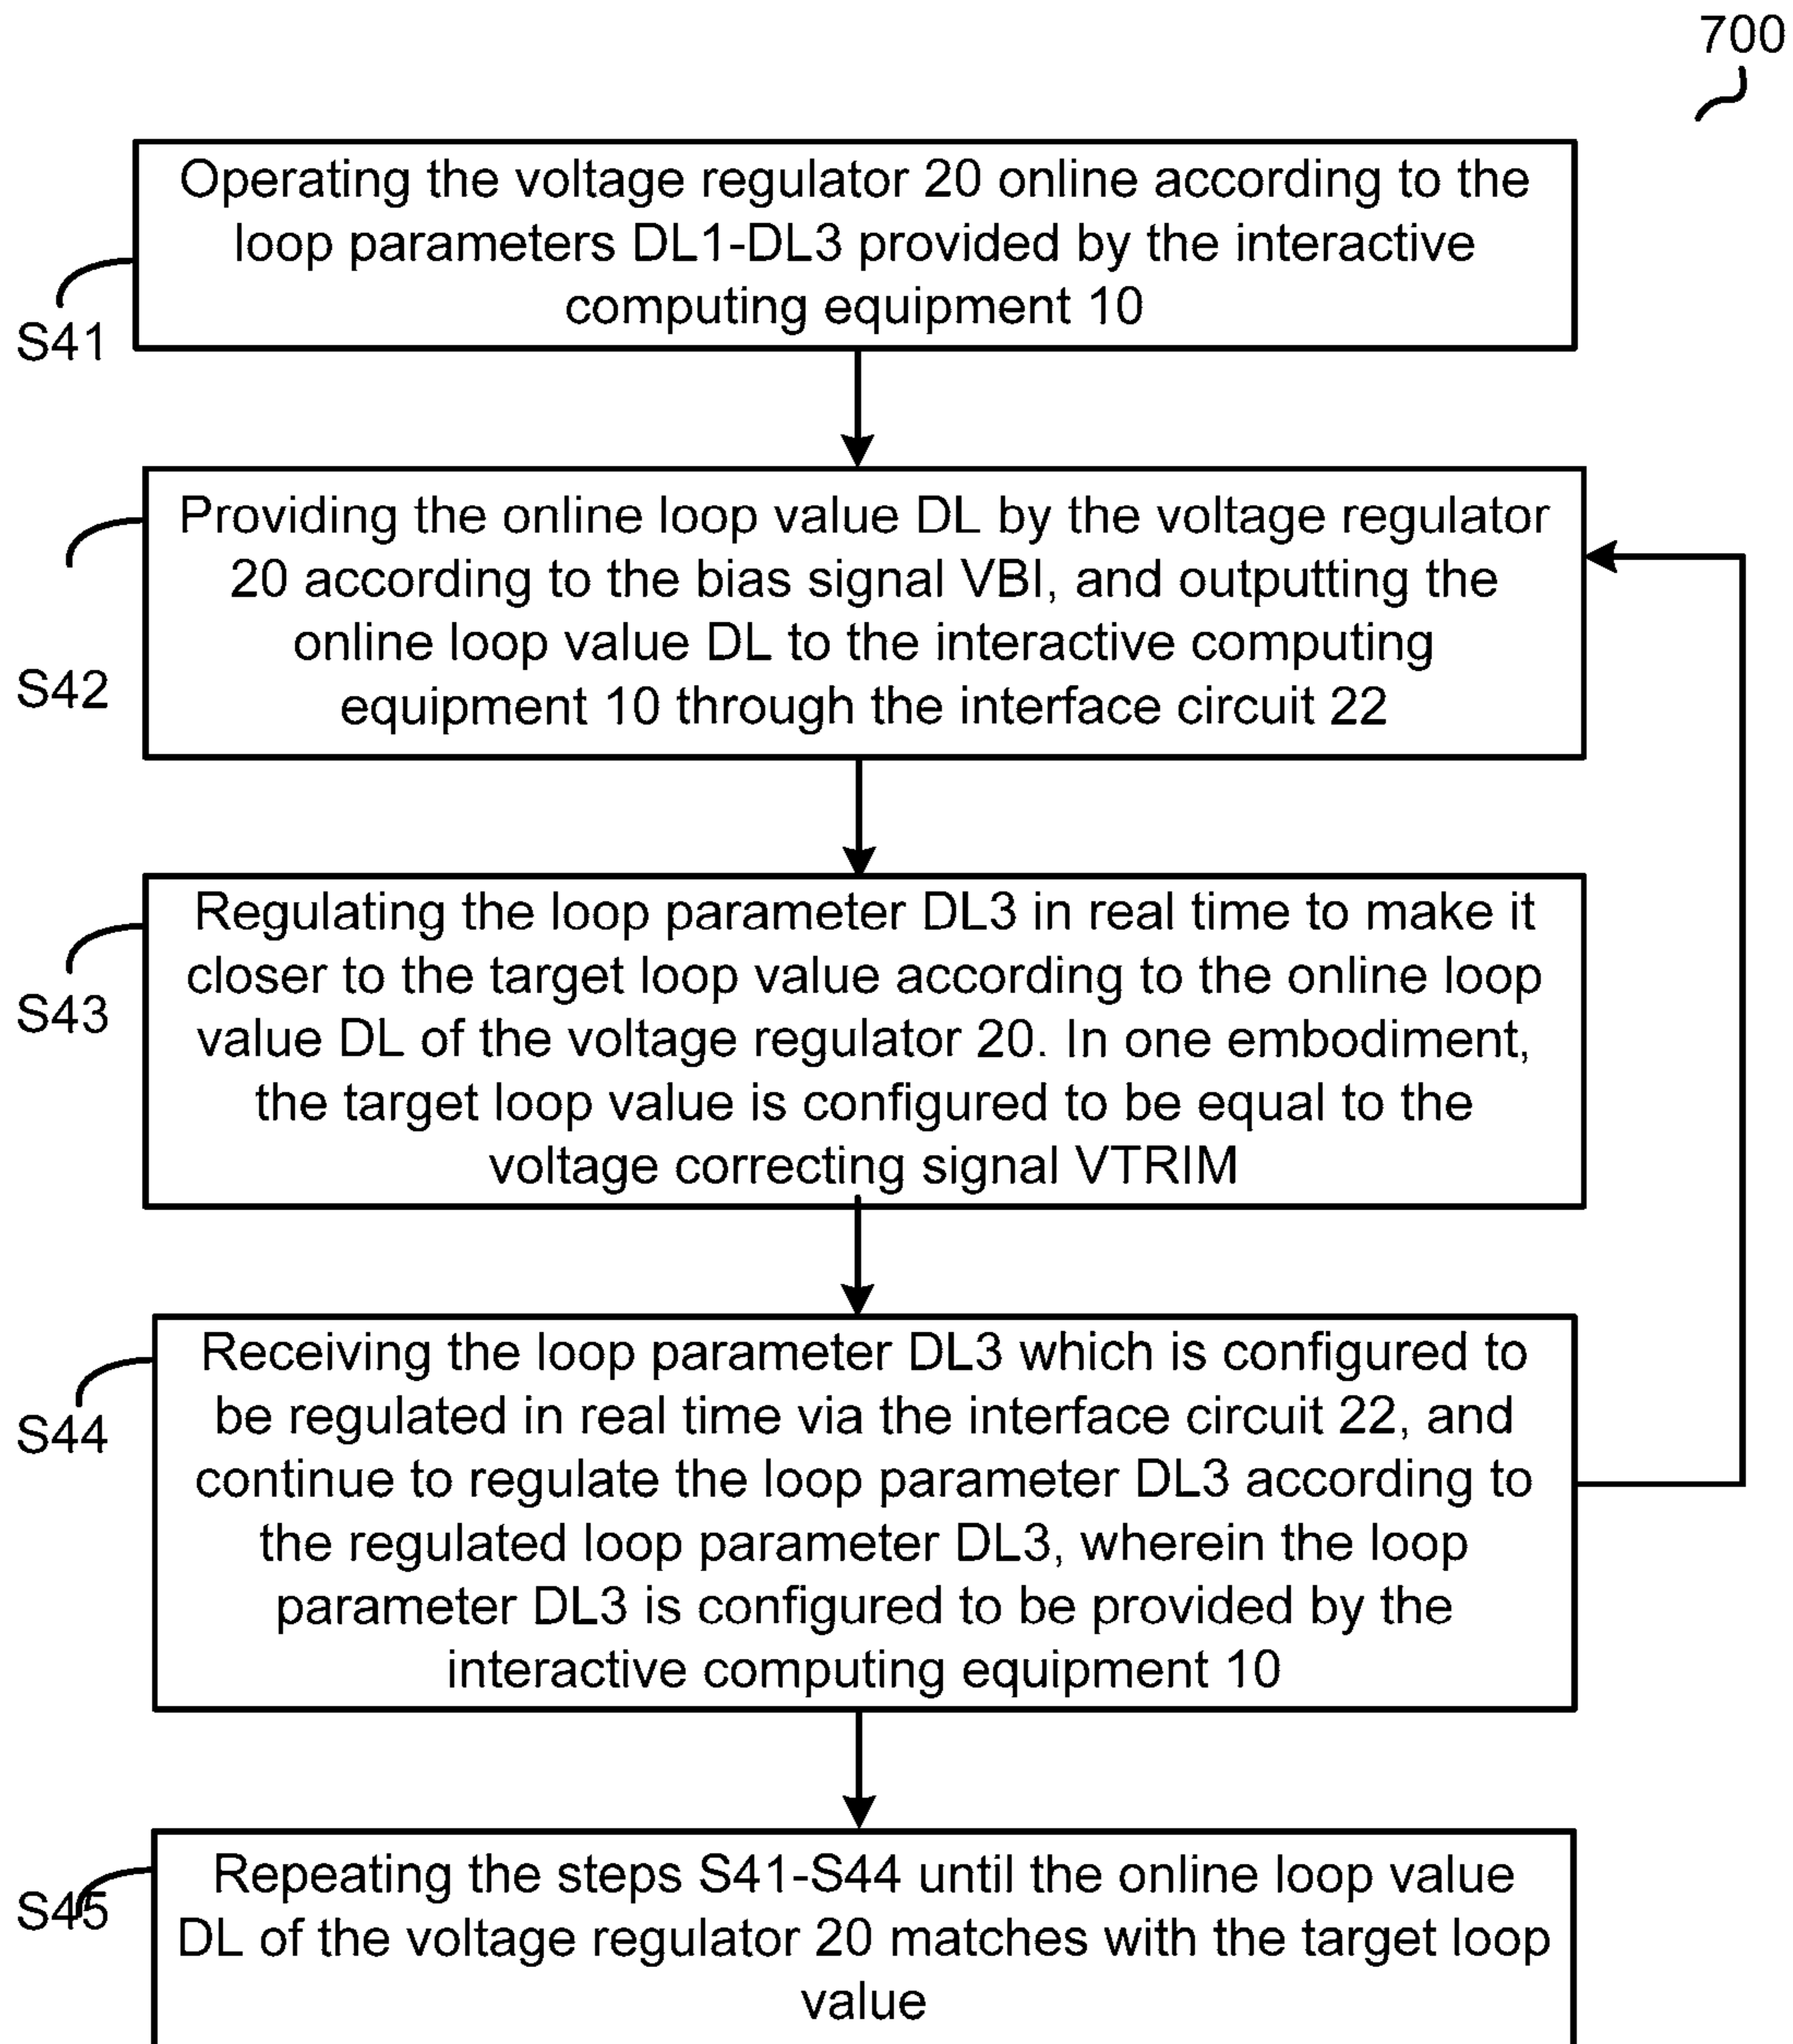 700
Operating the voltage regulator 20 online according to the
loop parameters DL1-DL3 provided by the interactive
computing equipment 10
S41
Providing the online loop value DL by the voltage regulator
20 according to the bias signal VBI, and outputting the
online loop value DL to the interactive computing
equipment 10 through the interface circuit 22
S42
Regulating the loop parameter DL3 in real time to make it
closer to the target loop value according to the online loop
value DL of the voltage regulator 20. In one embodiment,
the target loop value is configured to be equal to the
voltage correcting signal VTRIM
S43
Receiving the loop parameter DL3 which is configured to
be regulated in real time via the interface circuit 22, and
continue to regulate the loop parameter DL3 according to
the regulated loop parameter DL3, wherein the loop
parameter DL3 is configured to be provided by the
interactive computing equipment 10
S44
Repeating the steps S41-S44 until the online loop value
DL of the voltage regulator 20 matches with the target loop
value
S45